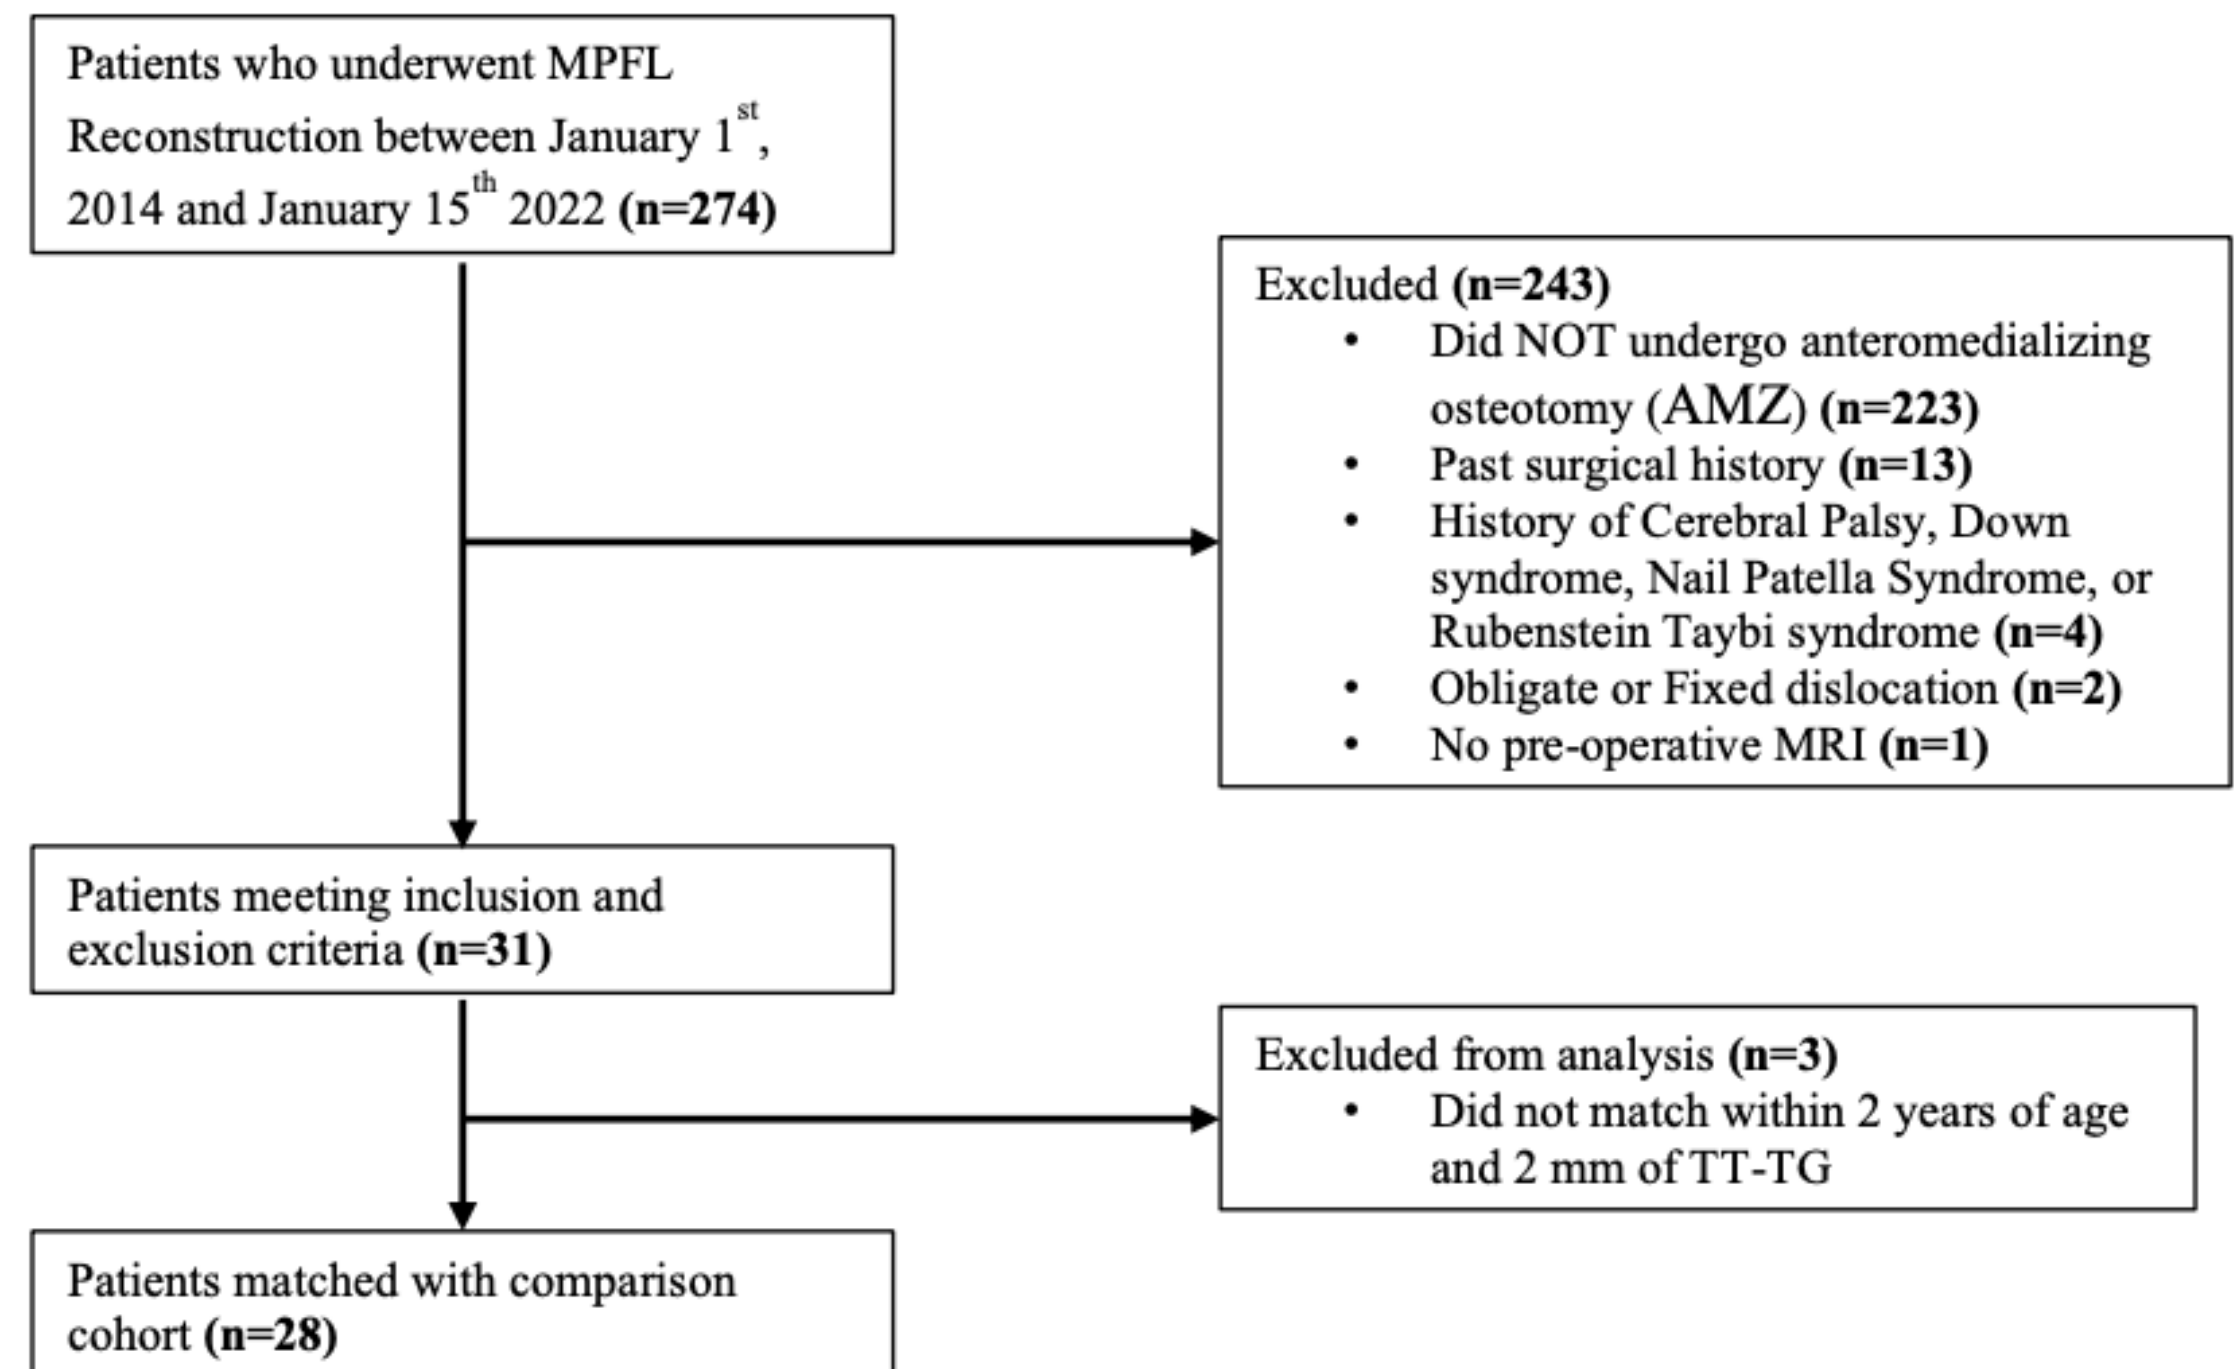 Patients who underwent MPFL
Reconstruction between January 1st,
2014 and January 15th 2022 (n=274)
Excluded (n=243)
• Did NOT undergo anteromedializing
osteotomy (AMZ) (n=223)
• Past surgical history (n=13)
• History of Cerebral Palsy, Down
syndrome, Nail Patella Syndrome, or
Rubenstein Taybi syndrome (n=4)
• Obligate or Fixed dislocation (n=2)
• No pre-operative MRI (n=1)
Patients meeting inclusion and
exclusion criteria (n=31)
Excluded from analysis (n=3)
• Did not match within 2 years of age
and 2 mm of TT-TG
Patients matched with comparison
cohort (n=28)